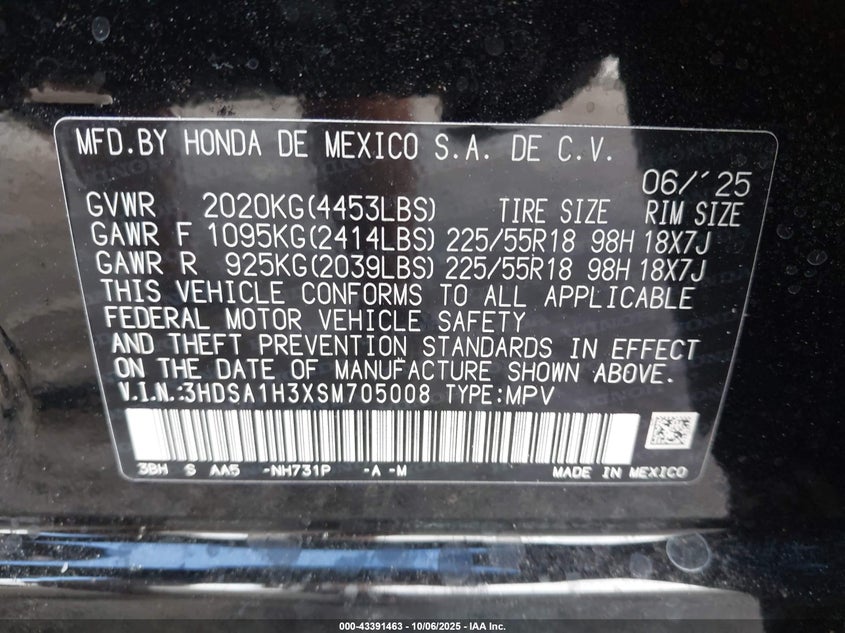 MFD.BY HONDA DE MEXICO S.A. DE C.V.
06/'25
GVWR 2020KG(4453LBS) TIRE SIZE RIM SIZE
GAWR F 1095KG(2414LBS) 225/55R18 98H 18X7J
GAWR R 925KG(2039LBS) 225/55R18 98H 18X7J
THIS VEHICLE CONFORMS TO ALL APPLICABLE
FEDERAL MOTOR VEHICLE SAFETY
AND THEFT PREVENTION STANDARDS IN EFFECT
ON THE DATE OF MANUFACTURE SHOWN ABOVE.
V.I.N.:3HDSA1H3XSM705008 TYPE:MPV
3BH S AA5 -NH731P -A -M MADE IN MEXICO
000-43391463 - 10/06/2025 - IAA Inc.